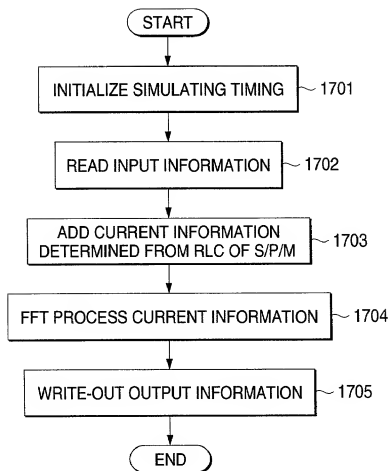 START
INITIALIZE SIMULATING TIMING
1701
READ INPUT INFORMATION
1702
ADD CURRENT INFORMATION
DETERMINED FROM RLC OF S/P/M
1703
FFT PROCESS CURRENT INFORMATION
1704
WRITE-OUT OUTPUT INFORMATION
1705
END